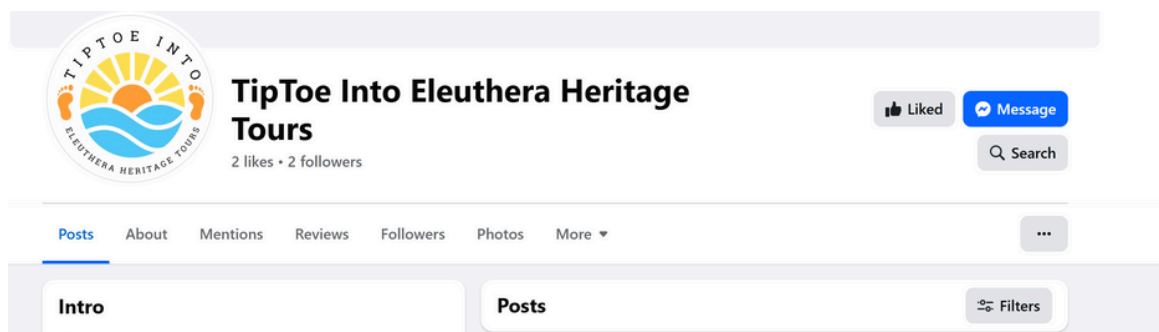 TIPTOE INTO
ELEUTHERA HERITAGE TOURS
TipToe Into Eleuthera Heritage
Tours
2 likes • 2 followers
Liked
Message
Search
Posts About Mentions Reviews Followers Photos More
Intro
Posts
Filters